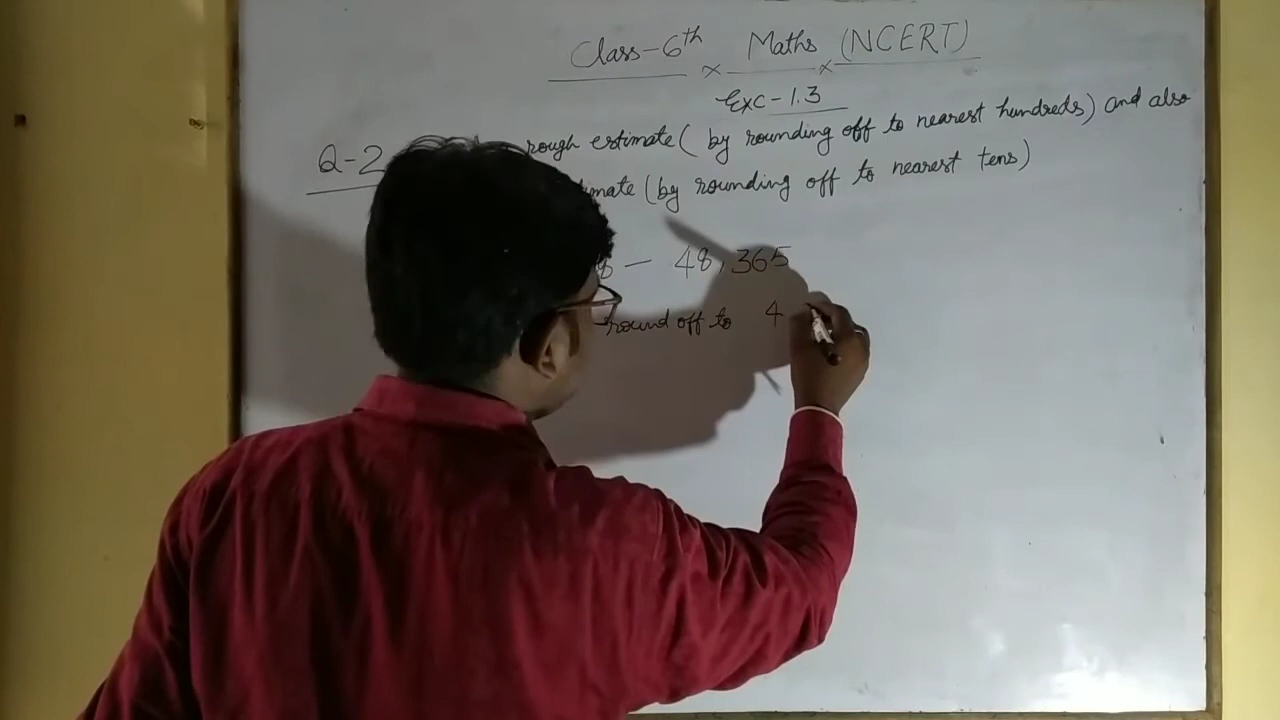 Class-6th × Maths × (NCERT)
Exc-1.3
Q-2 rough estimate ( by rounding off to nearest hundreds) and also
(by rounding off to nearest tens)
8 - 48,365
round off to 4